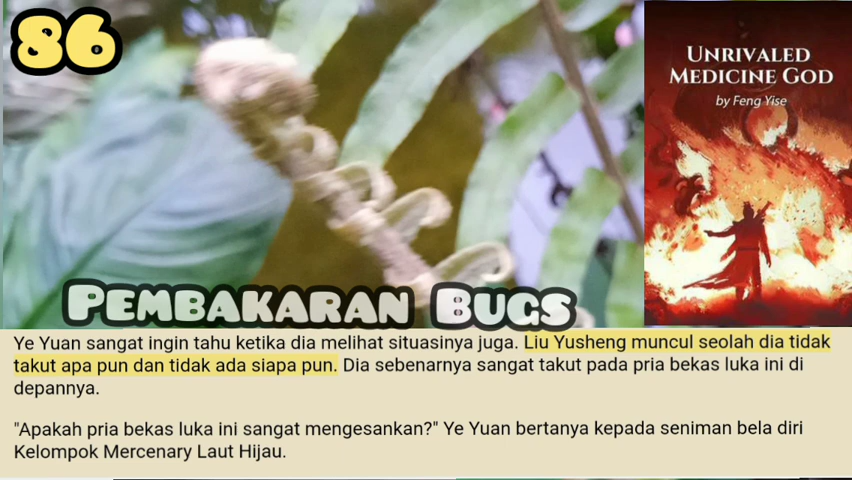 86
UNRIVALED
MEDICINE GOD
by Feng Yise
PEMBAKARAN BUGS
Ye Yuan sangat ingin tahu ketika dia melihat situasinya juga. Liu Yusheng muncul seolah dia tidak
takut apa pun dan tidak ada siapa pun. Dia sebenarnya sangat takut pada pria bekas luka ini di
depannya.
"Apakah pria bekas luka ini sangat mengesankan?" Ye Yuan bertanya kepada seniman bela diri
Kelompok Mercenary Laut Hijau.